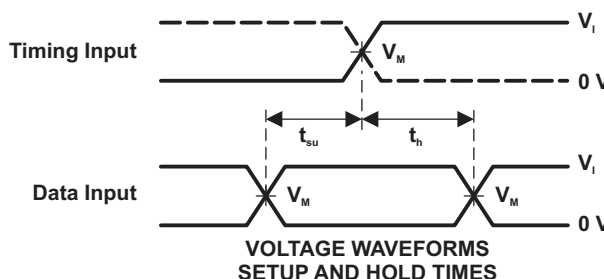 V_I
Timing Input
V_M
0 V
t_su
t_h
V_I
Data Input
V_M
V_M
0 V
VOLTAGE WAVEFORMS
SETUP AND HOLD TIMES